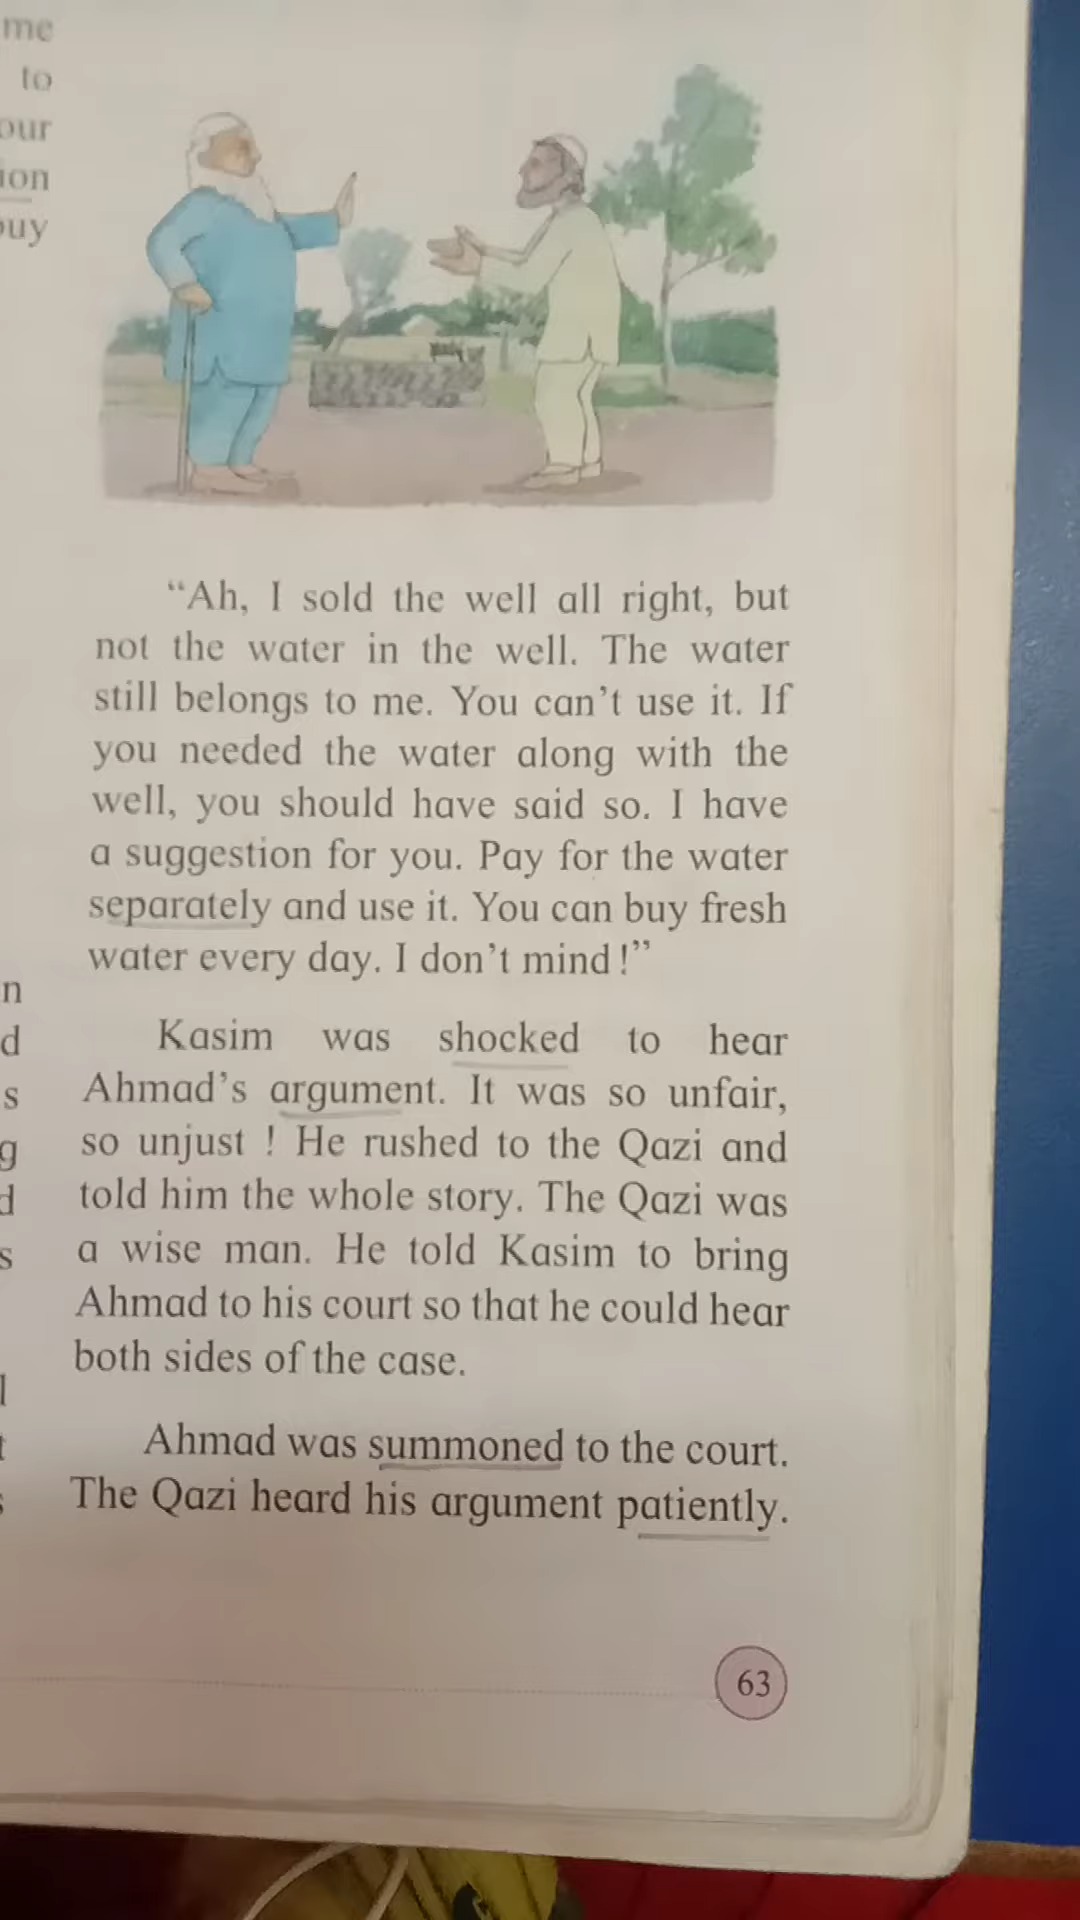 me
to
our
ion
buy
“Ah, I sold the well all right, but
not the water in the well. The water
still belongs to me. You can’t use it. If
you needed the water along with the
well, you should have said so. I have
a suggestion for you. Pay for the water
separately and use it. You can buy fresh
water every day. I don’t mind !”
n
d
s
g
d
s
l
t
s
Kasim was shocked to hear
Ahmad’s argument. It was so unfair,
so unjust ! He rushed to the Qazi and
told him the whole story. The Qazi was
a wise man. He told Kasim to bring
Ahmad to his court so that he could hear
both sides of the case.
Ahmad was summoned to the court.
The Qazi heard his argument patiently.
63